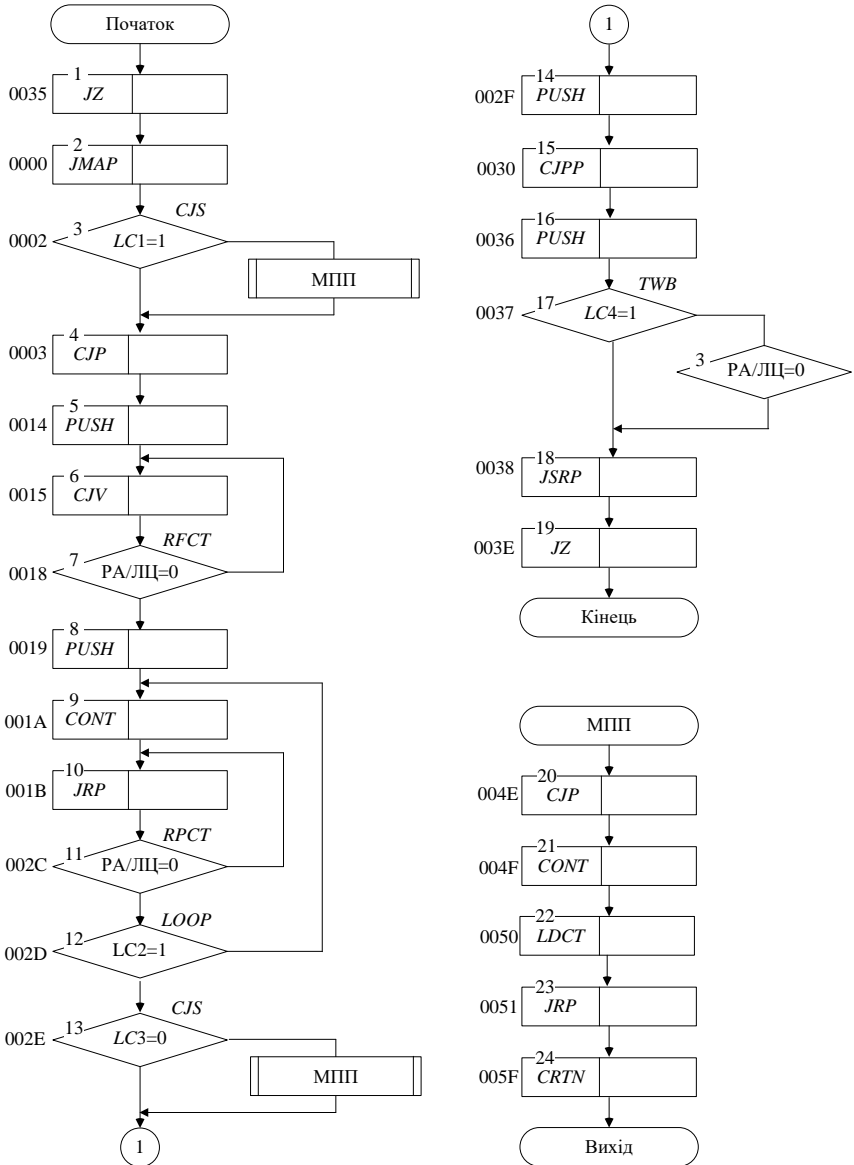 Початок
1
0035 JZ
2
0000 JMAP
CJS
3
0002 LC1=1
МПП
4
0003 CJP
5
0014 PUSH
6
0015 CJV
RFCT
7
0018 РА/ЛЦ=0
8
0019 PUSH
9
001A CONT
10
001B JRP
RPCT
11
002C РА/ЛЦ=0
LOOP
12
002D LC2=1
CJS
13
002E LC3=0
МПП
1
1
14
002F PUSH
15
0030 CJPP
16
0036 PUSH
TWB
17
0037 LC4=1
3
РА/ЛЦ=0
18
0038 JSRP
19
003E JZ
Кінець
МПП
20
004E CJP
21
004F CONT
22
0050 LDCT
23
0051 JRP
24
005F CRTN
Вихід